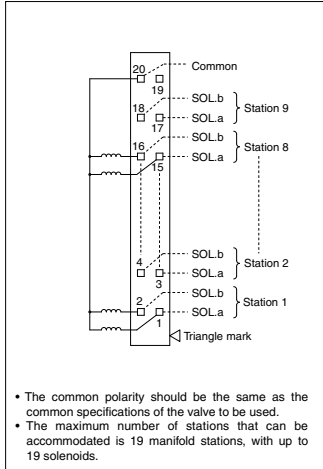 20 Common
19
18 SOL.b
Station 9
17 SOL.a
16 SOL.b
Station 8
15 SOL.a
4 SOL.b
Station 2
3 SOL.a
2 SOL.b
Station 1
1 SOL.a
Triangle mark
• The common polarity should be the same as the
common specifications of the valve to be used.
• The maximum number of stations that can be
accommodated is 19 manifold stations, with up to
19 solenoids.